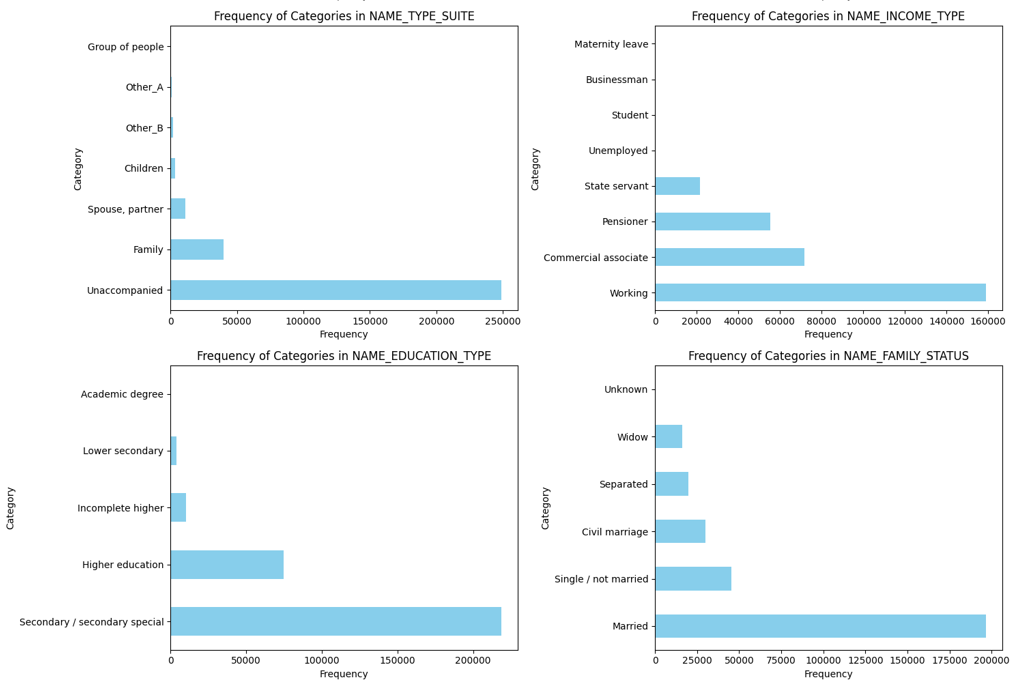 Frequency of Categories in NAME_TYPE_SUITE
Category
Group of people
Other_A
Other_B
Children
Spouse, partner
Family
Unaccompanied
0 50000 100000 150000 200000 250000
Frequency
Frequency of Categories in NAME_INCOME_TYPE
Category
Maternity leave
Businessman
Student
Unemployed
State servant
Pensioner
Commercial associate
Working
0 20000 40000 60000 80000 100000 120000 140000 160000
Frequency
Frequency of Categories in NAME_EDUCATION_TYPE
Category
Academic degree
Lower secondary
Incomplete higher
Higher education
Secondary / secondary special
0 50000 100000 150000 200000
Frequency
Frequency of Categories in NAME_FAMILY_STATUS
Category
Unknown
Widow
Separated
Civil marriage
Single / not married
Married
0 25000 50000 75000 100000 125000 150000 175000 200000
Frequency